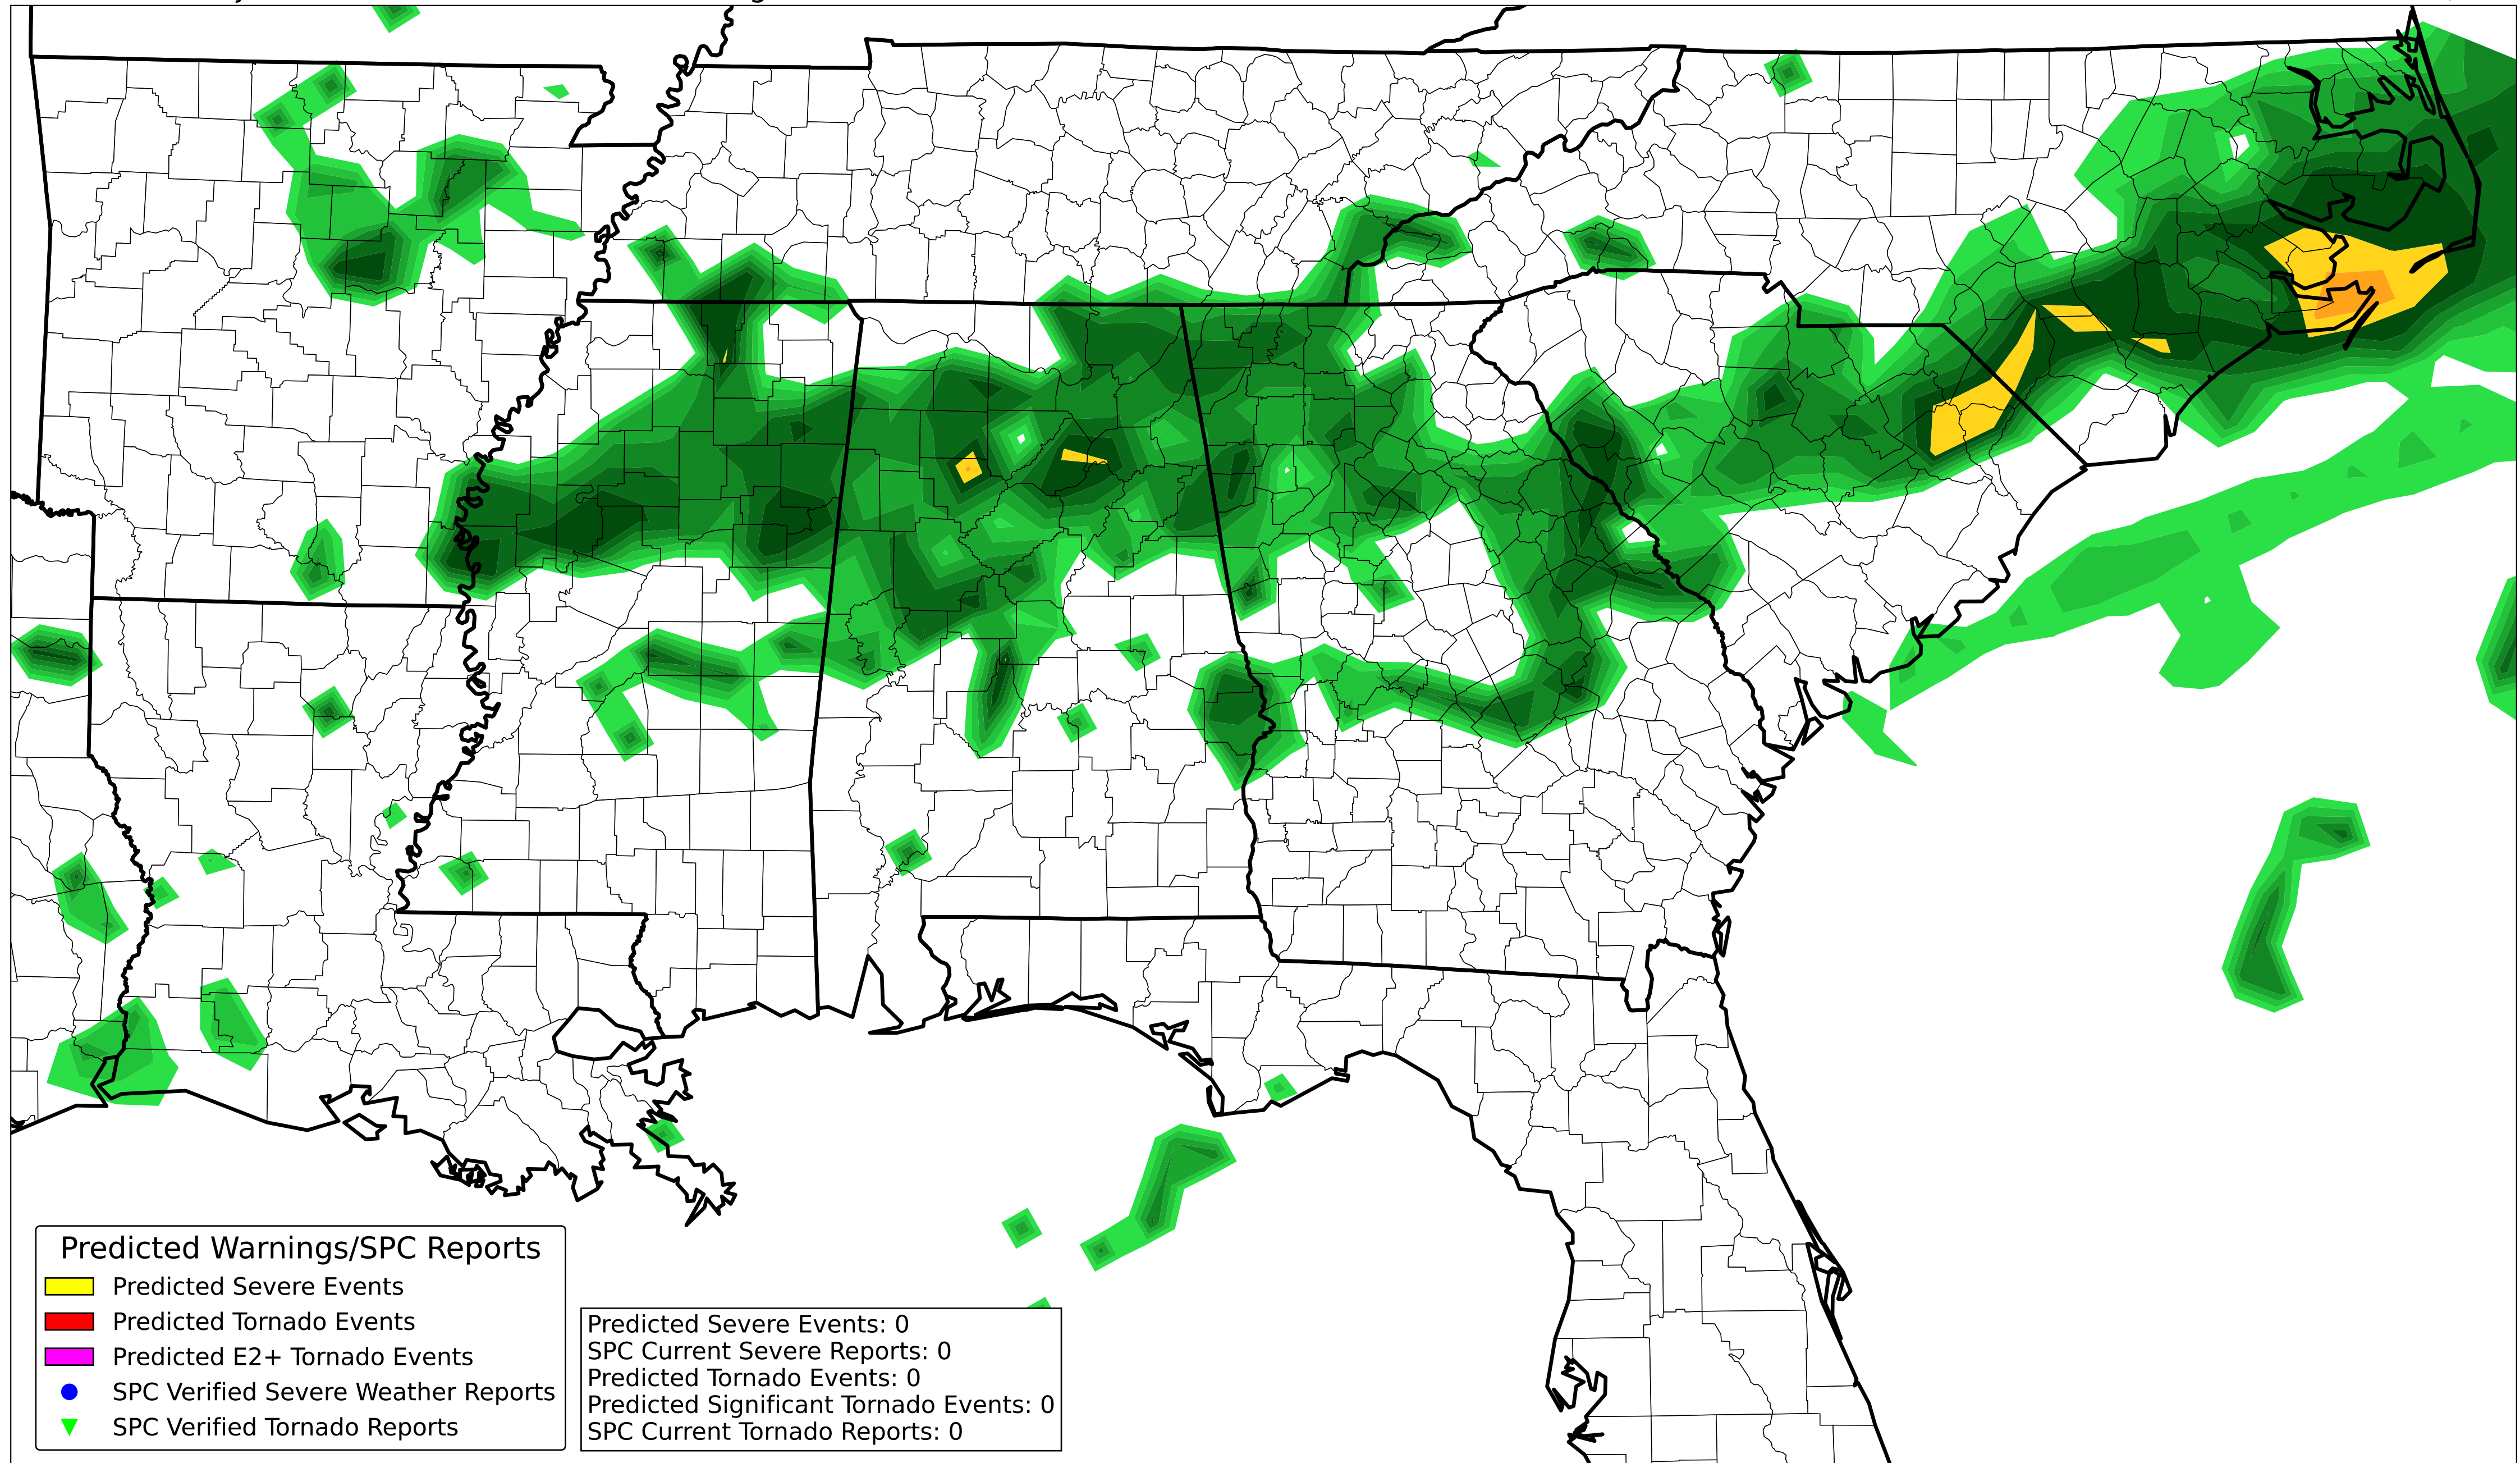 Predicted Warnings/SPC Reports
Predicted Severe Events
Predicted Tornado Events
Predicted E2+ Tornado Events
SPC Verified Severe Weather Reports
SPC Verified Tornado Reports
Predicted Severe Events: 0
SPC Current Severe Reports: 0
Predicted Tornado Events: 0
Predicted Significant Tornado Events: 0
SPC Current Tornado Reports: 0